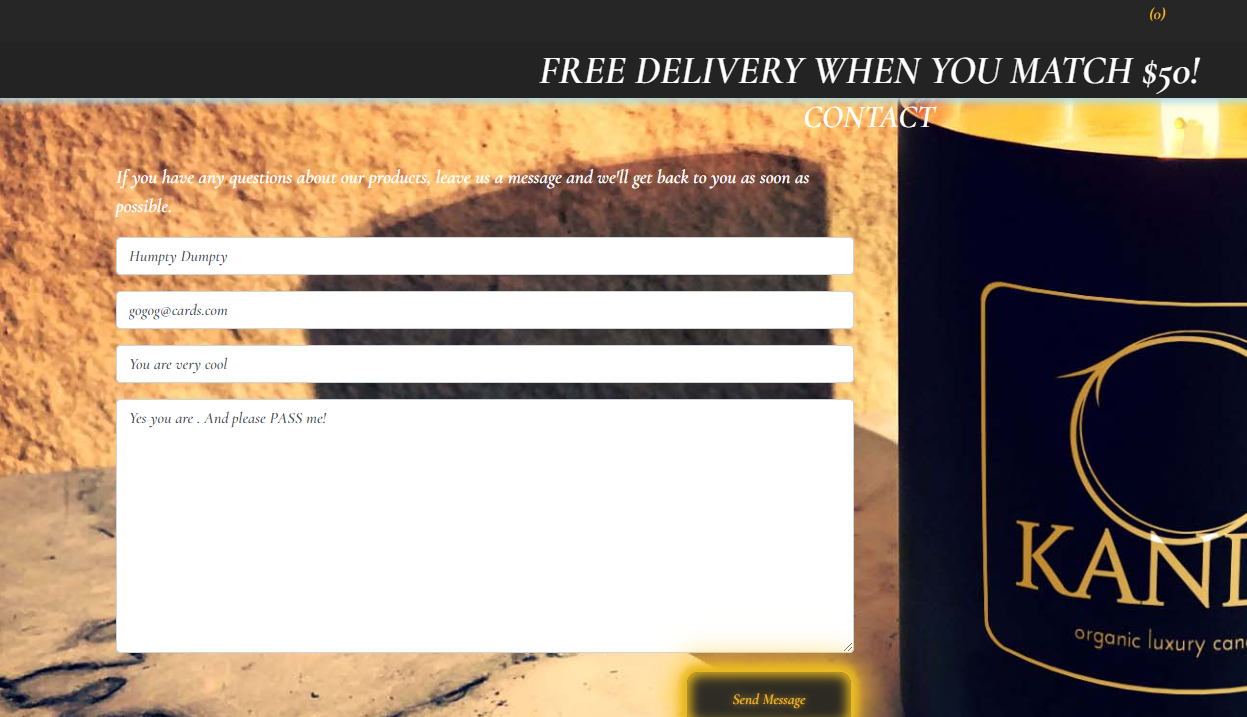 (0)
FREE DELIVERY WHEN YOU MATCH $50!
CONTACT
If you have any questions about our products, leave us a message and we'll get back to you as soon as
possible.
Humpty Dumpty
gogog@cards.com
You are very cool
Yes you are . And please PASS me!
KAND
organic luxury can
Send Message